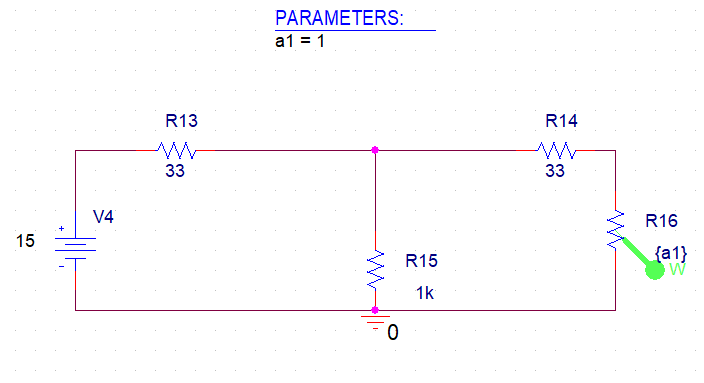 PARAMETERS:
a1 = 1
R13
33
R14
33
+
V4
15
-
R15
1k
R16
{a1}
W
0